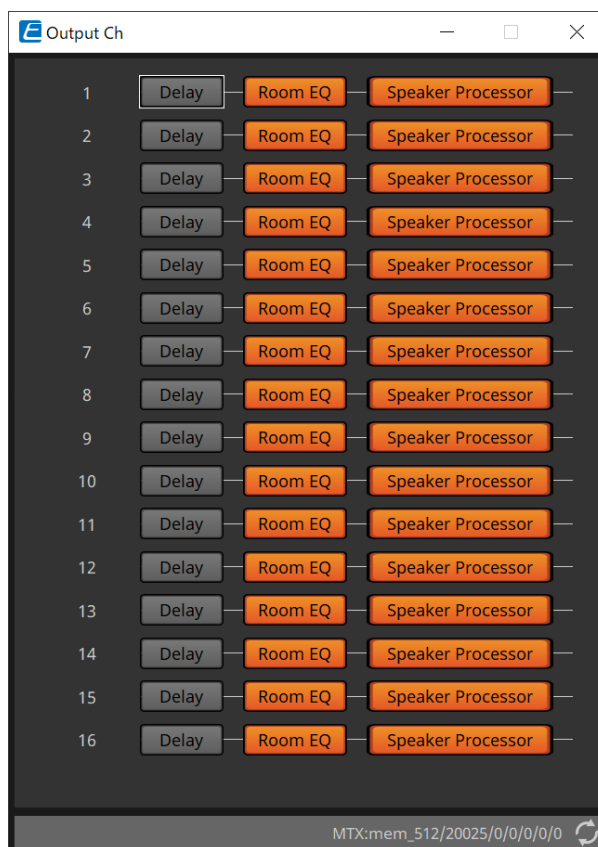 E Output Ch
1 Delay Room EQ Speaker Processor
2 Delay Room EQ Speaker Processor
3 Delay Room EQ Speaker Processor
4 Delay Room EQ Speaker Processor
5 Delay Room EQ Speaker Processor
6 Delay Room EQ Speaker Processor
7 Delay Room EQ Speaker Processor
8 Delay Room EQ Speaker Processor
9 Delay Room EQ Speaker Processor
10 Delay Room EQ Speaker Processor
11 Delay Room EQ Speaker Processor
12 Delay Room EQ Speaker Processor
13 Delay Room EQ Speaker Processor
14 Delay Room EQ Speaker Processor
15 Delay Room EQ Speaker Processor
16 Delay Room EQ Speaker Processor
MTX:mem_512/20025/0/0/0/0/0